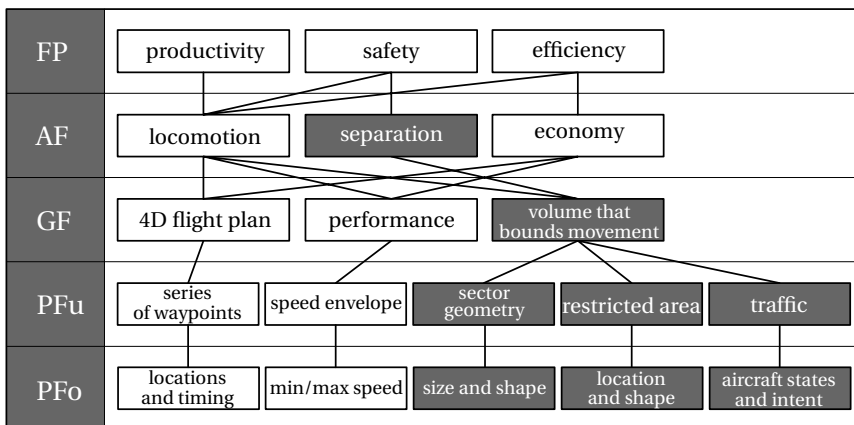 FP
productivity
safety
efficiency
AF
locomotion
separation
economy
GF
4D flight plan
performance
volume that
bounds movement
PFu
series
of waypoints
speed envelope
sector
geometry
restricted area
traffic
PFo
locations
and timing
min/max speed
size and shape
location
and shape
aircraft states
and intent